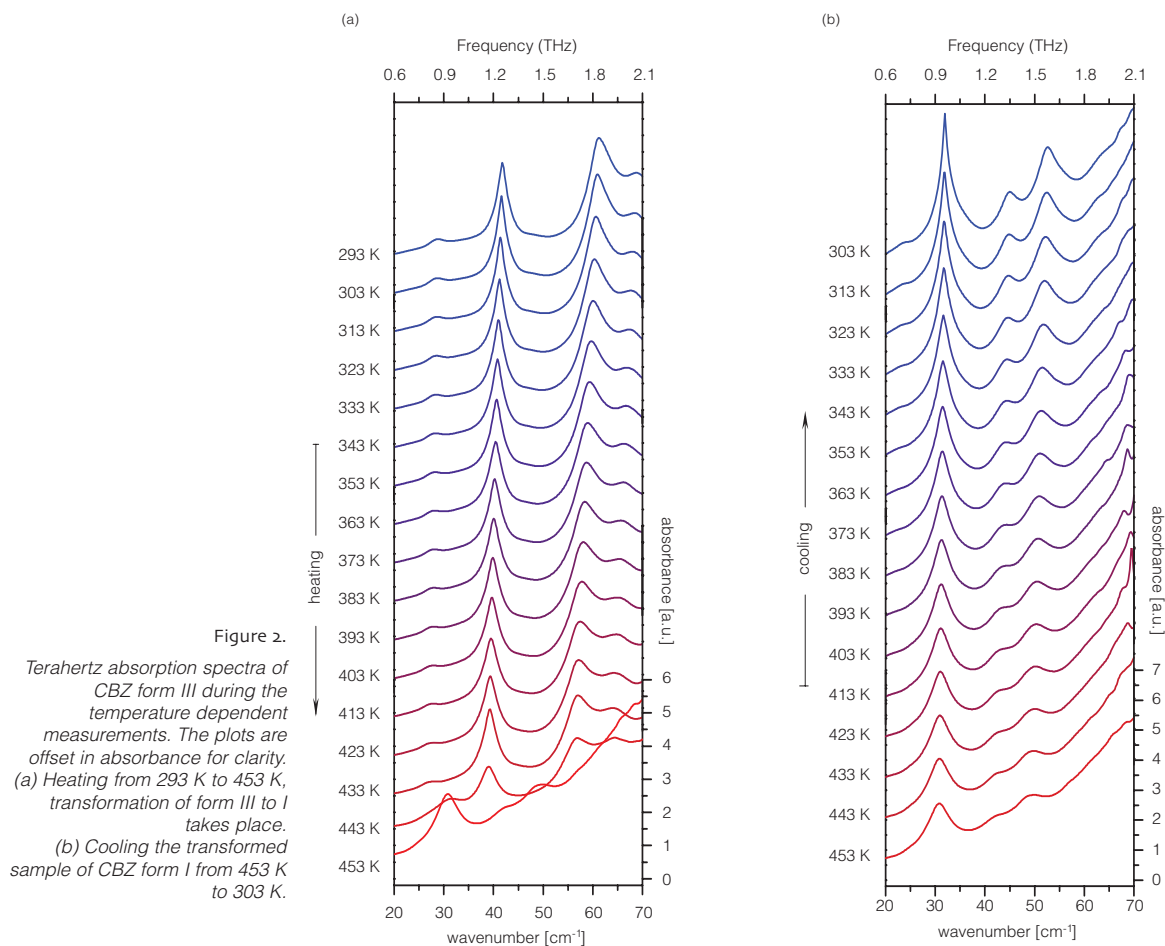 (a)
Frequency (THz)
0.6 0.9 1.2 1.5 1.8 2.1
293 K
303 K
313 K
323 K
333 K
343 K
353 K
363 K
373 K
383 K
393 K
403 K
413 K
423 K
433 K
443 K
453 K
heating
absorbance [a.u.]
6
5
4
3
2
1
0
20 30 40 50 60 70
wavenumber [cm⁻¹]
(b)
Frequency (THz)
0.6 0.9 1.2 1.5 1.8 2.1
303 K
313 K
323 K
333 K
343 K
353 K
363 K
373 K
383 K
393 K
403 K
413 K
423 K
433 K
443 K
453 K
cooling
absorbance [a.u.]
7
6
5
4
3
2
1
0
20 30 40 50 60 70
wavenumber [cm⁻¹]
Figure 2.
Terahertz absorption spectra of
CBZ form III during the
temperature dependent
measurements. The plots are
offset in absorbance for clarity.
(a) Heating from 293 K to 453 K,
transformation of form III to I
takes place.
(b) Cooling the transformed
sample of CBZ form I from 453 K
to 303 K.